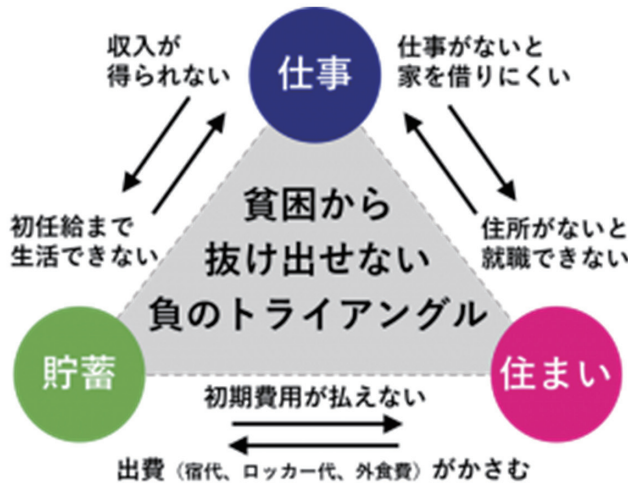 収入が
得られない
仕事
仕事がないと
家を借りにくい
貧困から
抜け出せない
負のトライアングル
初任給まで
生活できない
住所がないと
就職できない
貯蓄
住まい
初期費用が払えない
出費（宿代、ロッカー代、外食費）がかさむ